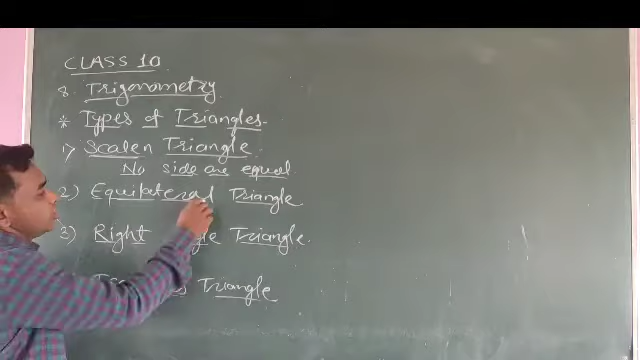 CLASS 10
8. Trigonometry
* Types of Triangles.
1) Scalen Triangle.
No side are equal
2) Equilateral Triangle
3) Right Triangle.
Triangle